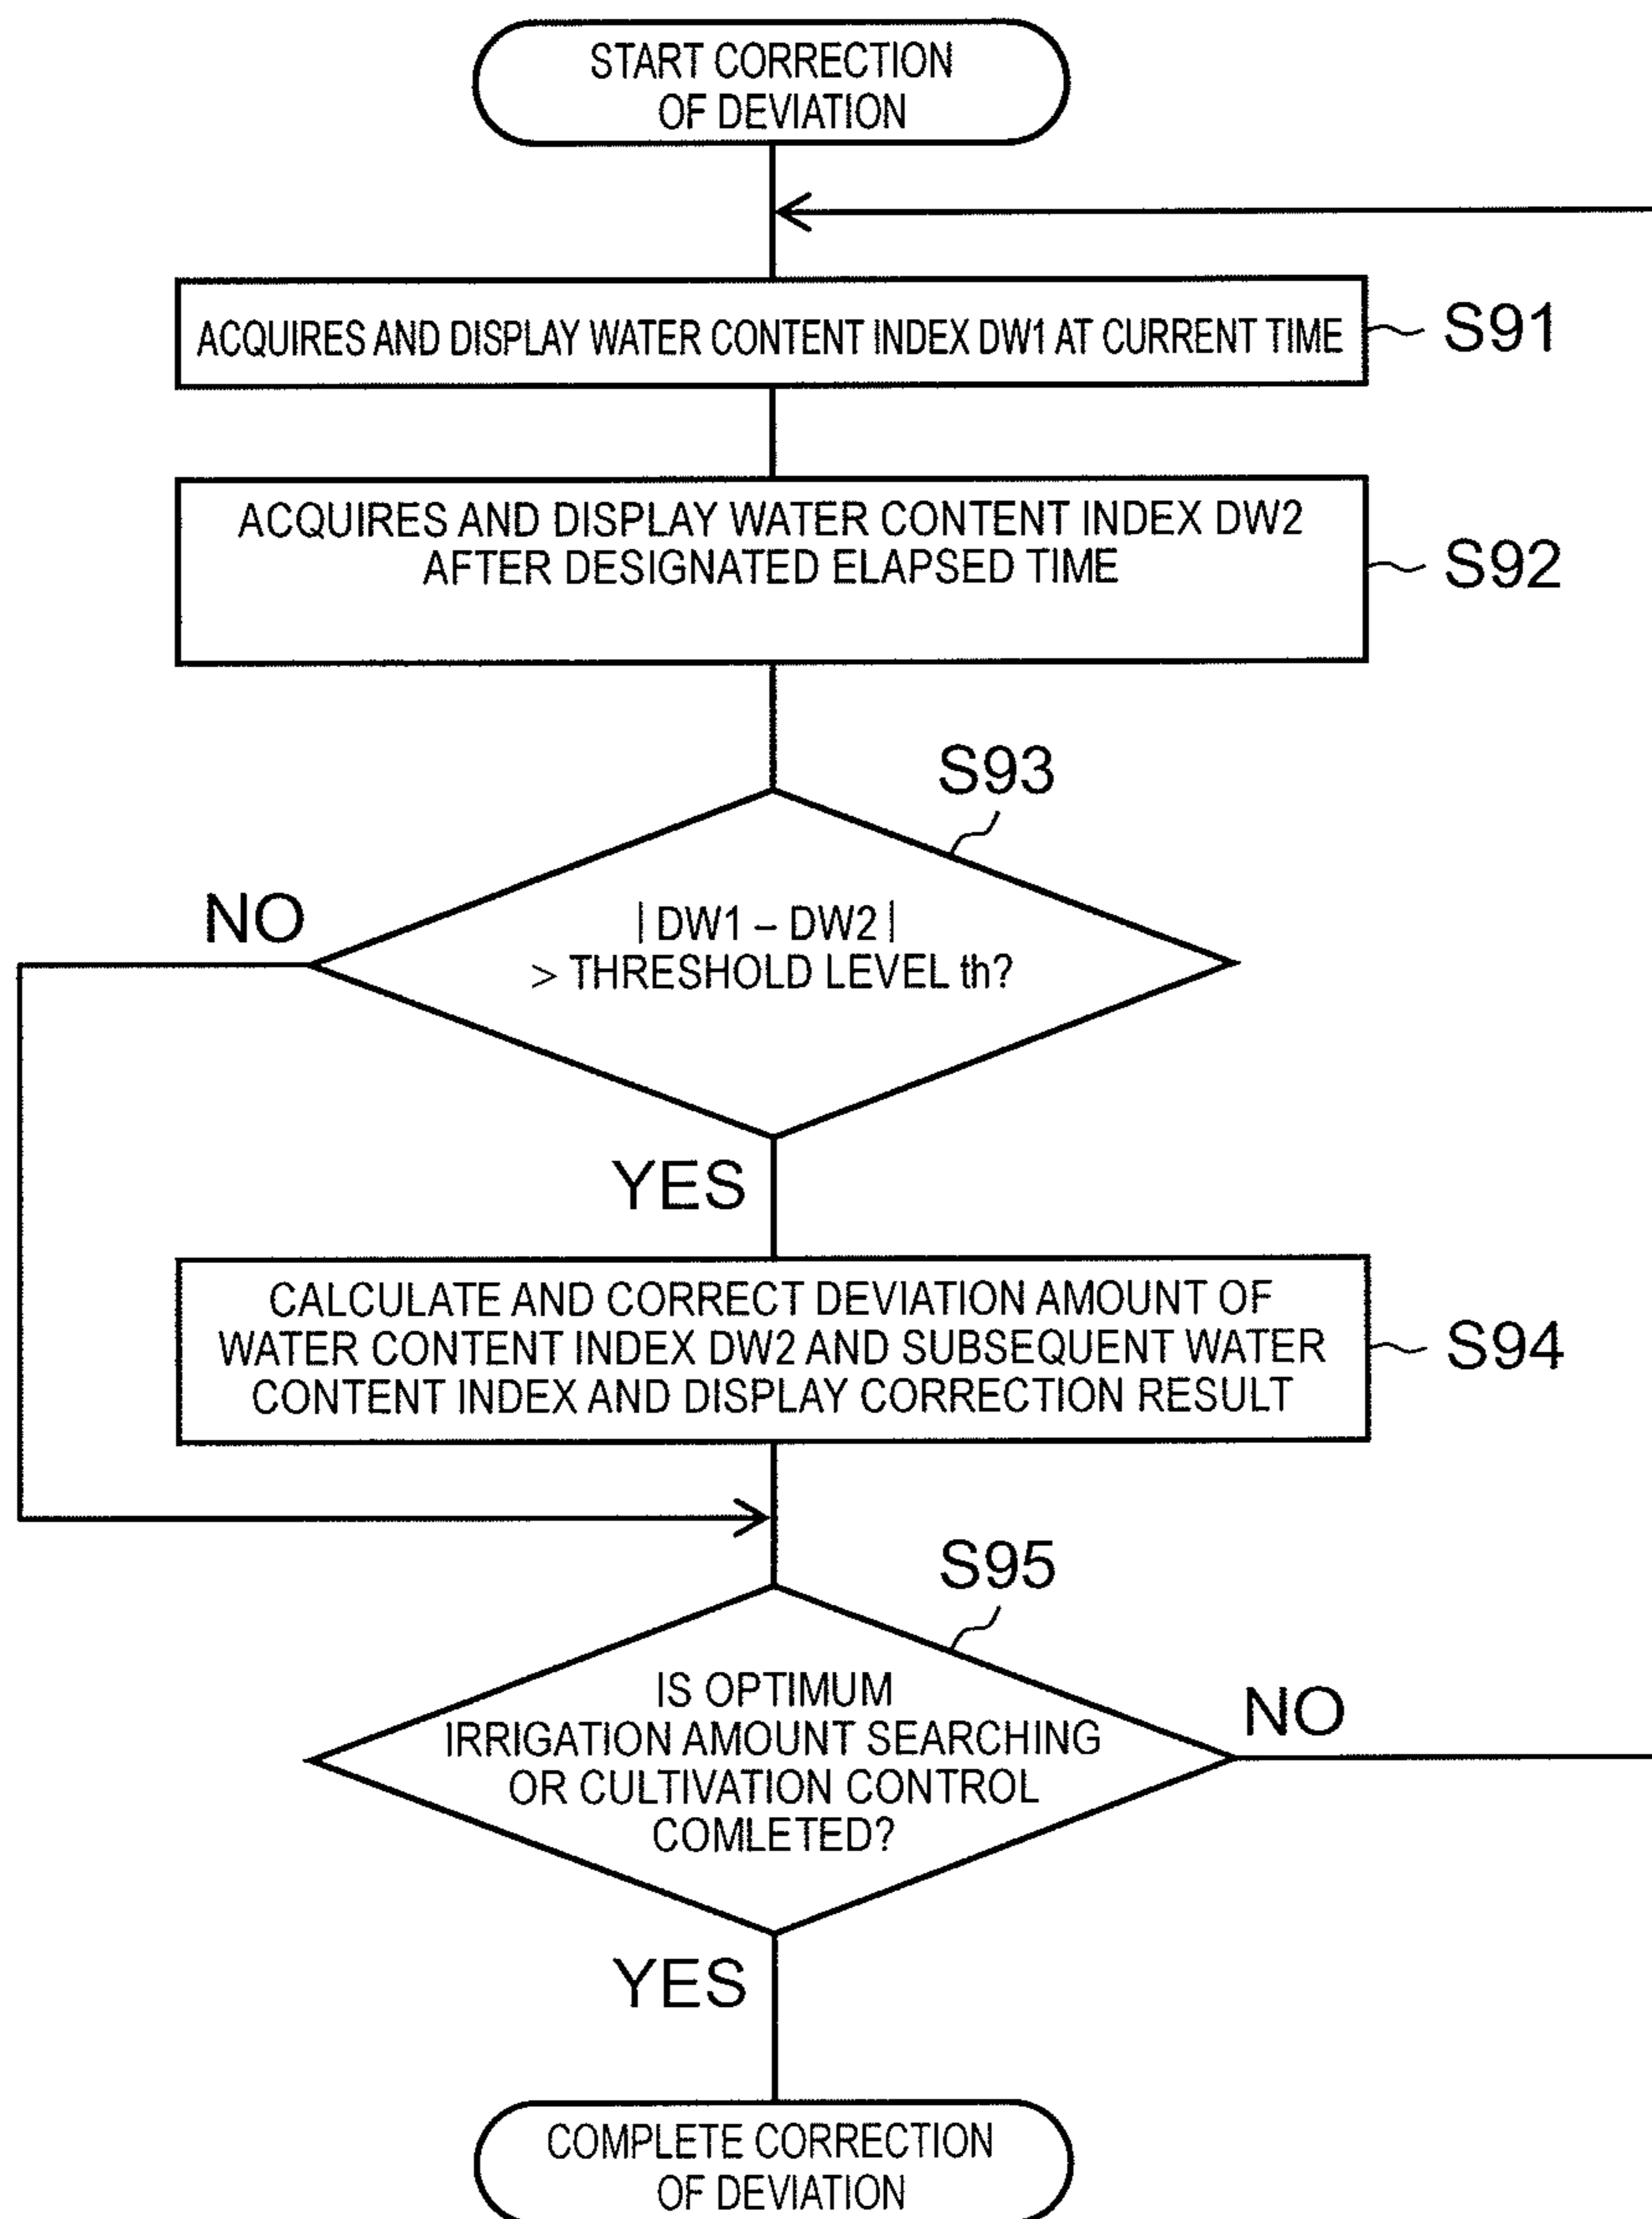 START CORRECTION
OF DEVIATION
ACQUIRES AND DISPLAY WATER CONTENT INDEX DW1 AT CURRENT TIME
S91
ACQUIRES AND DISPLAY WATER CONTENT INDEX DW2
AFTER DESIGNATED ELAPSED TIME
S92
S93
NO
| DW1 – DW2 |
> THRESHOLD LEVEL th?
YES
CALCULATE AND CORRECT DEVIATION AMOUNT OF
WATER CONTENT INDEX DW2 AND SUBSEQUENT WATER
CONTENT INDEX AND DISPLAY CORRECTION RESULT
S94
S95
IS OPTIMUM
IRRIGATION AMOUNT SEARCHING
OR CULTIVATION CONTROL
COMLETED?
NO
YES
COMPLETE CORRECTION
OF DEVIATION